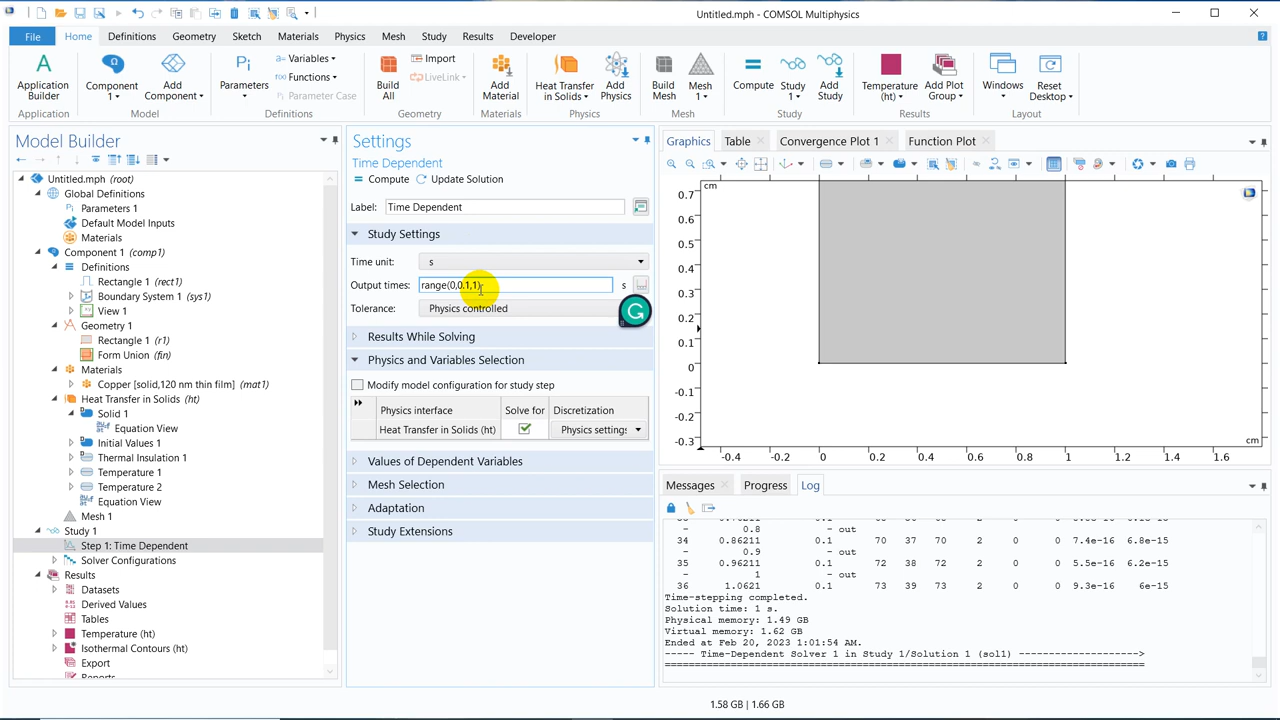 Untitled.mph - COMSOL Multiphysics
File Home Definitions Geometry Sketch Materials Physics Mesh Study Results Developer
Application Builder
Component 1
Add Component
Parameters
Variables
Functions
Parameter Case
Build All
Import
LiveLink
Add Material
Heat Transfer in Solids
Add Physics
Build Mesh
Mesh 1
Compute
Study 1
Add Study
Temperature (ht)
Add Plot Group
Windows
Reset Desktop
Application Model Definitions Geometry Materials Physics Mesh Study Results Layout
Model Builder
Untitled.mph (root)
Global Definitions
Parameters 1
Default Model Inputs
Materials
Component 1 (comp1)
Definitions
Rectangle 1 (rect1)
Boundary System 1 (sys1)
View 1
Geometry 1
Rectangle 1 (r1)
Form Union (fin)
Materials
Copper [solid,120 nm thin film] (mat1)
Heat Transfer in Solids (ht)
Solid 1
Equation View
Initial Values 1
Thermal Insulation 1
Temperature 1
Temperature 2
Equation View
Mesh 1
Study 1
Step 1: Time Dependent
Solver Configurations
Results
Datasets
Derived Values
Tables
Temperature (ht)
Isothermal Contours (ht)
Export
Reports
Settings
Time Dependent
Compute Update Solution
Label: Time Dependent
Study Settings
Time unit: s
Output times: range(0,0.1,1) s
Tolerance: Physics controlled
Results While Solving
Physics and Variables Selection
Modify model configuration for study step
Physics interface Solve for Discretization
Heat Transfer in Solids (ht) Physics settings
Values of Dependent Variables
Mesh Selection
Adaptation
Study Extensions
Graphics Table Convergence Plot 1 Function Plot
cm
0.7
0.6
0.5
0.4
0.3
0.2
0.1
0
-0.1
-0.2
-0.3
cm
-0.4 -0.2 0 0.2 0.4 0.6 0.8 1 1.2 1.4 1.6
Messages Progress Log
- 0.8 - out
34 0.86211 0.1 70 37 70 2 0 0 7.4e-16 6.8e-15
- 0.9 - out
35 0.96211 0.1 72 38 72 2 0 0 5.5e-16 6.2e-15
- 1 - out
36 1.0621 0.1 73 39 73 2 0 0 9.3e-16 6e-15
Time-stepping completed.
Solution time: 1 s.
Physical memory: 1.49 GB
Virtual memory: 1.62 GB
Ended at Feb 20, 2023 1:01:54 AM.
----- Time-Dependent Solver 1 in Study 1/Solution 1 (sol1) -------------------->
================================================================================
1.58 GB | 1.66 GB